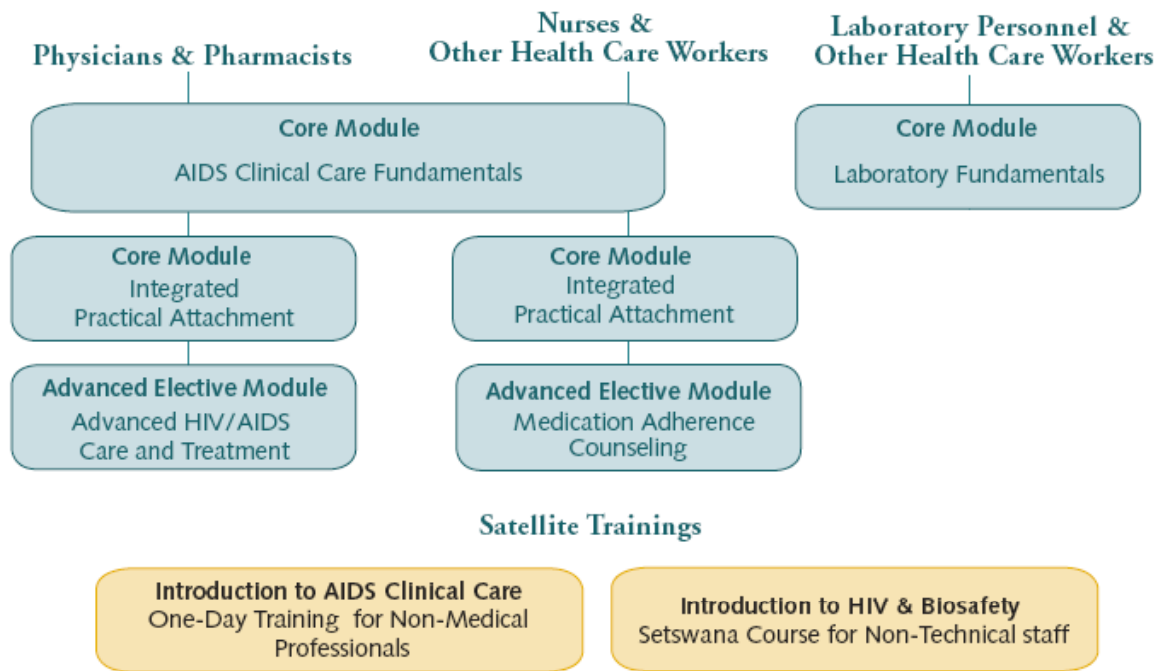 Physicians & Pharmacists
Nurses &
Other Health Care Workers
Laboratory Personnel &
Other Health Care Workers
Core Module
AIDS Clinical Care Fundamentals
Core Module
Laboratory Fundamentals
Core Module
Integrated
Practical Attachment
Core Module
Integrated
Practical Attachment
Advanced Elective Module
Advanced HIV/AIDS
Care and Treatment
Advanced Elective Module
Medication Adherence
Counseling
Satellite Trainings
Introduction to AIDS Clinical Care
One-Day Training for Non-Medical
Professionals
Introduction to HIV & Biosafety
Setswana Course for Non-Technical staff